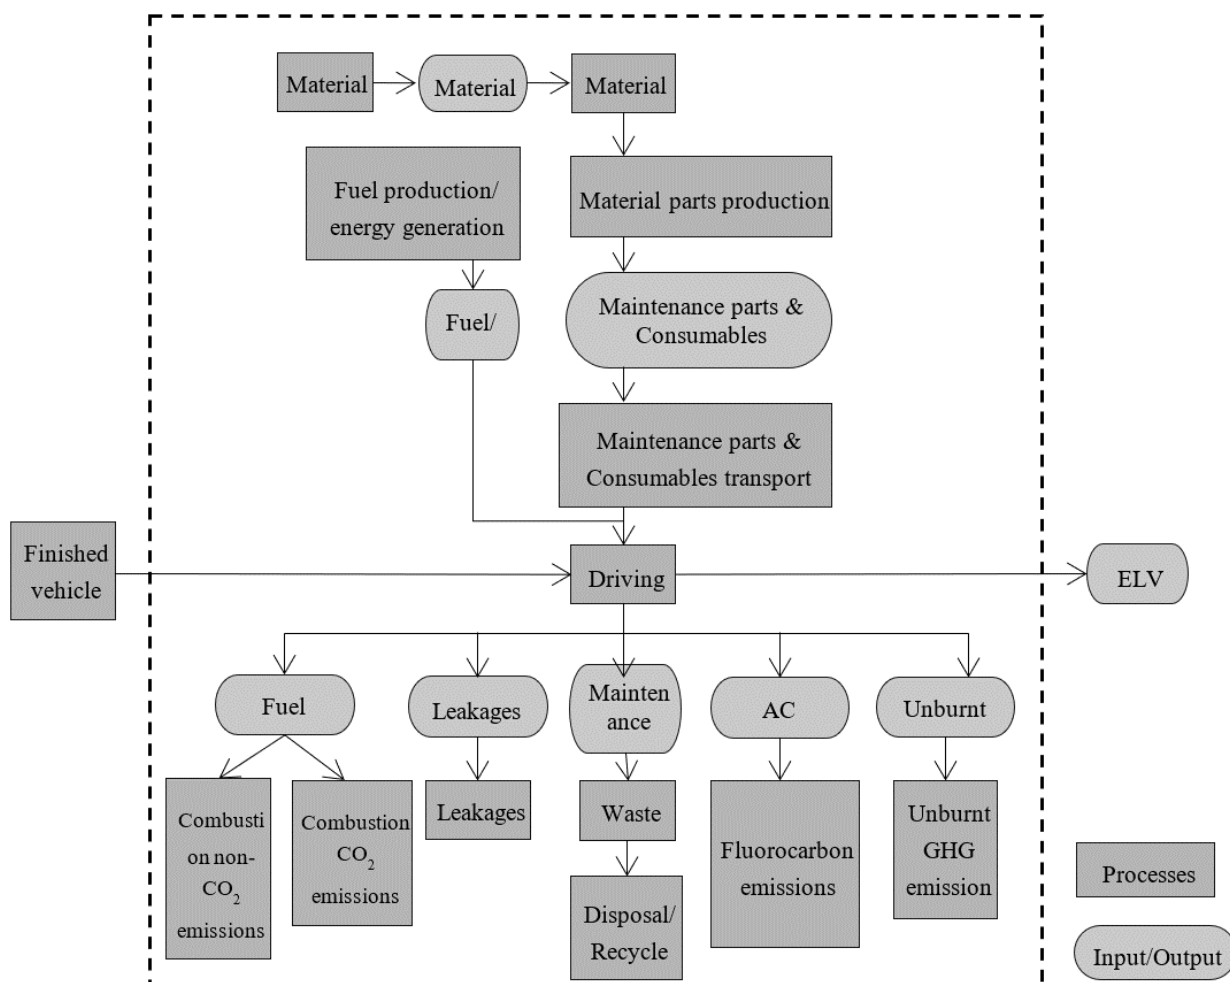 Material
Material
Material
Fuel production/
energy generation
Material parts production
Fuel/
Maintenance parts &
Consumables
Maintenance parts &
Consumables transport
Finished
vehicle
Driving
ELV
Fuel
Leakages
Mainten
ance
AC
Unburnt
Combusti
on non-
CO₂
emissions
Combustion
CO₂
emissions
Leakages
Waste
Disposal/
Recycle
Fluorocarbon
emissions
Unburnt
GHG
emission
Processes
Input/Output